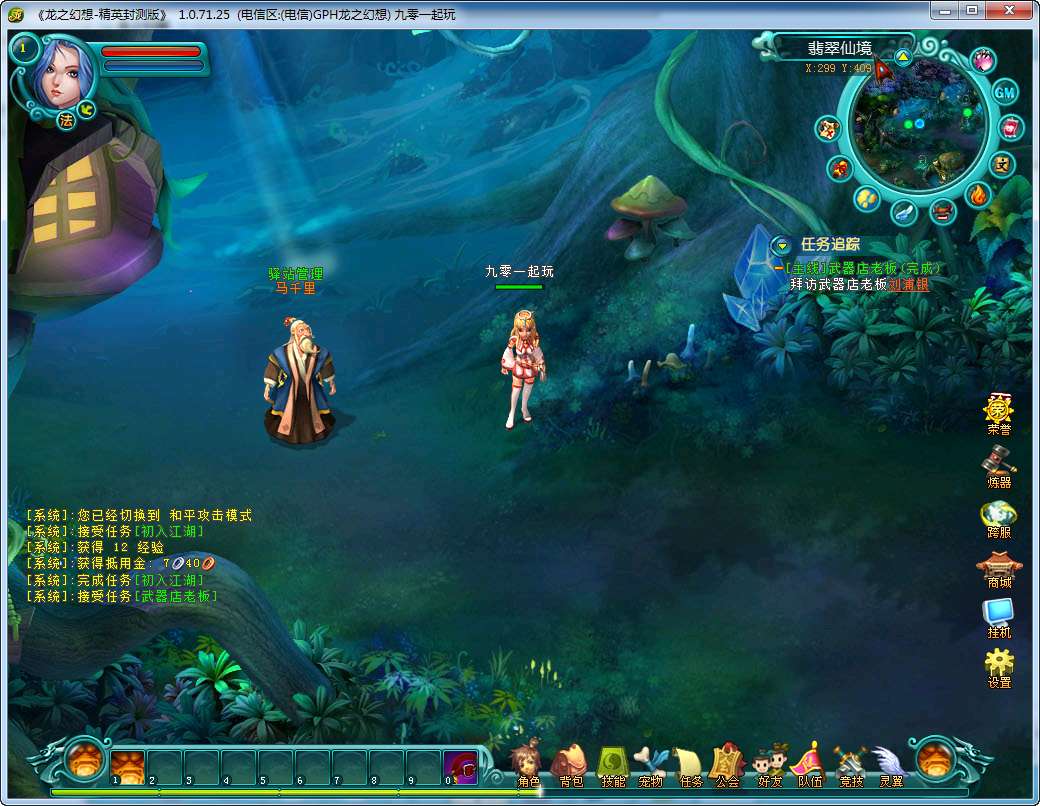 《龙之幻想-精英封测版》 1.0.71.25 (电信区:(电信)GPH龙之幻想) 九零一起玩
1
法
翡翠仙境
X:299 Y:409
GM
任务追踪
[主线]武器店老板(完成)
拜访武器店老板刘浦银
驿站管理
马千里
九零一起玩
荣
荣誉
炼器
跨服
商城
挂机
设置
[系统]:您已经切换到 和平攻击模式
[系统]:接受任务[初入江湖]
[系统]:获得 12 经验
[系统]:获得抵用金: 7 40
[系统]:完成任务[初入江湖]
[系统]:接受任务[武器店老板]
1 2 3 4 5 6 7 8 9 0
角色 背包 技能 宠物 任务 公会 好友 队伍 竞技 灵翼